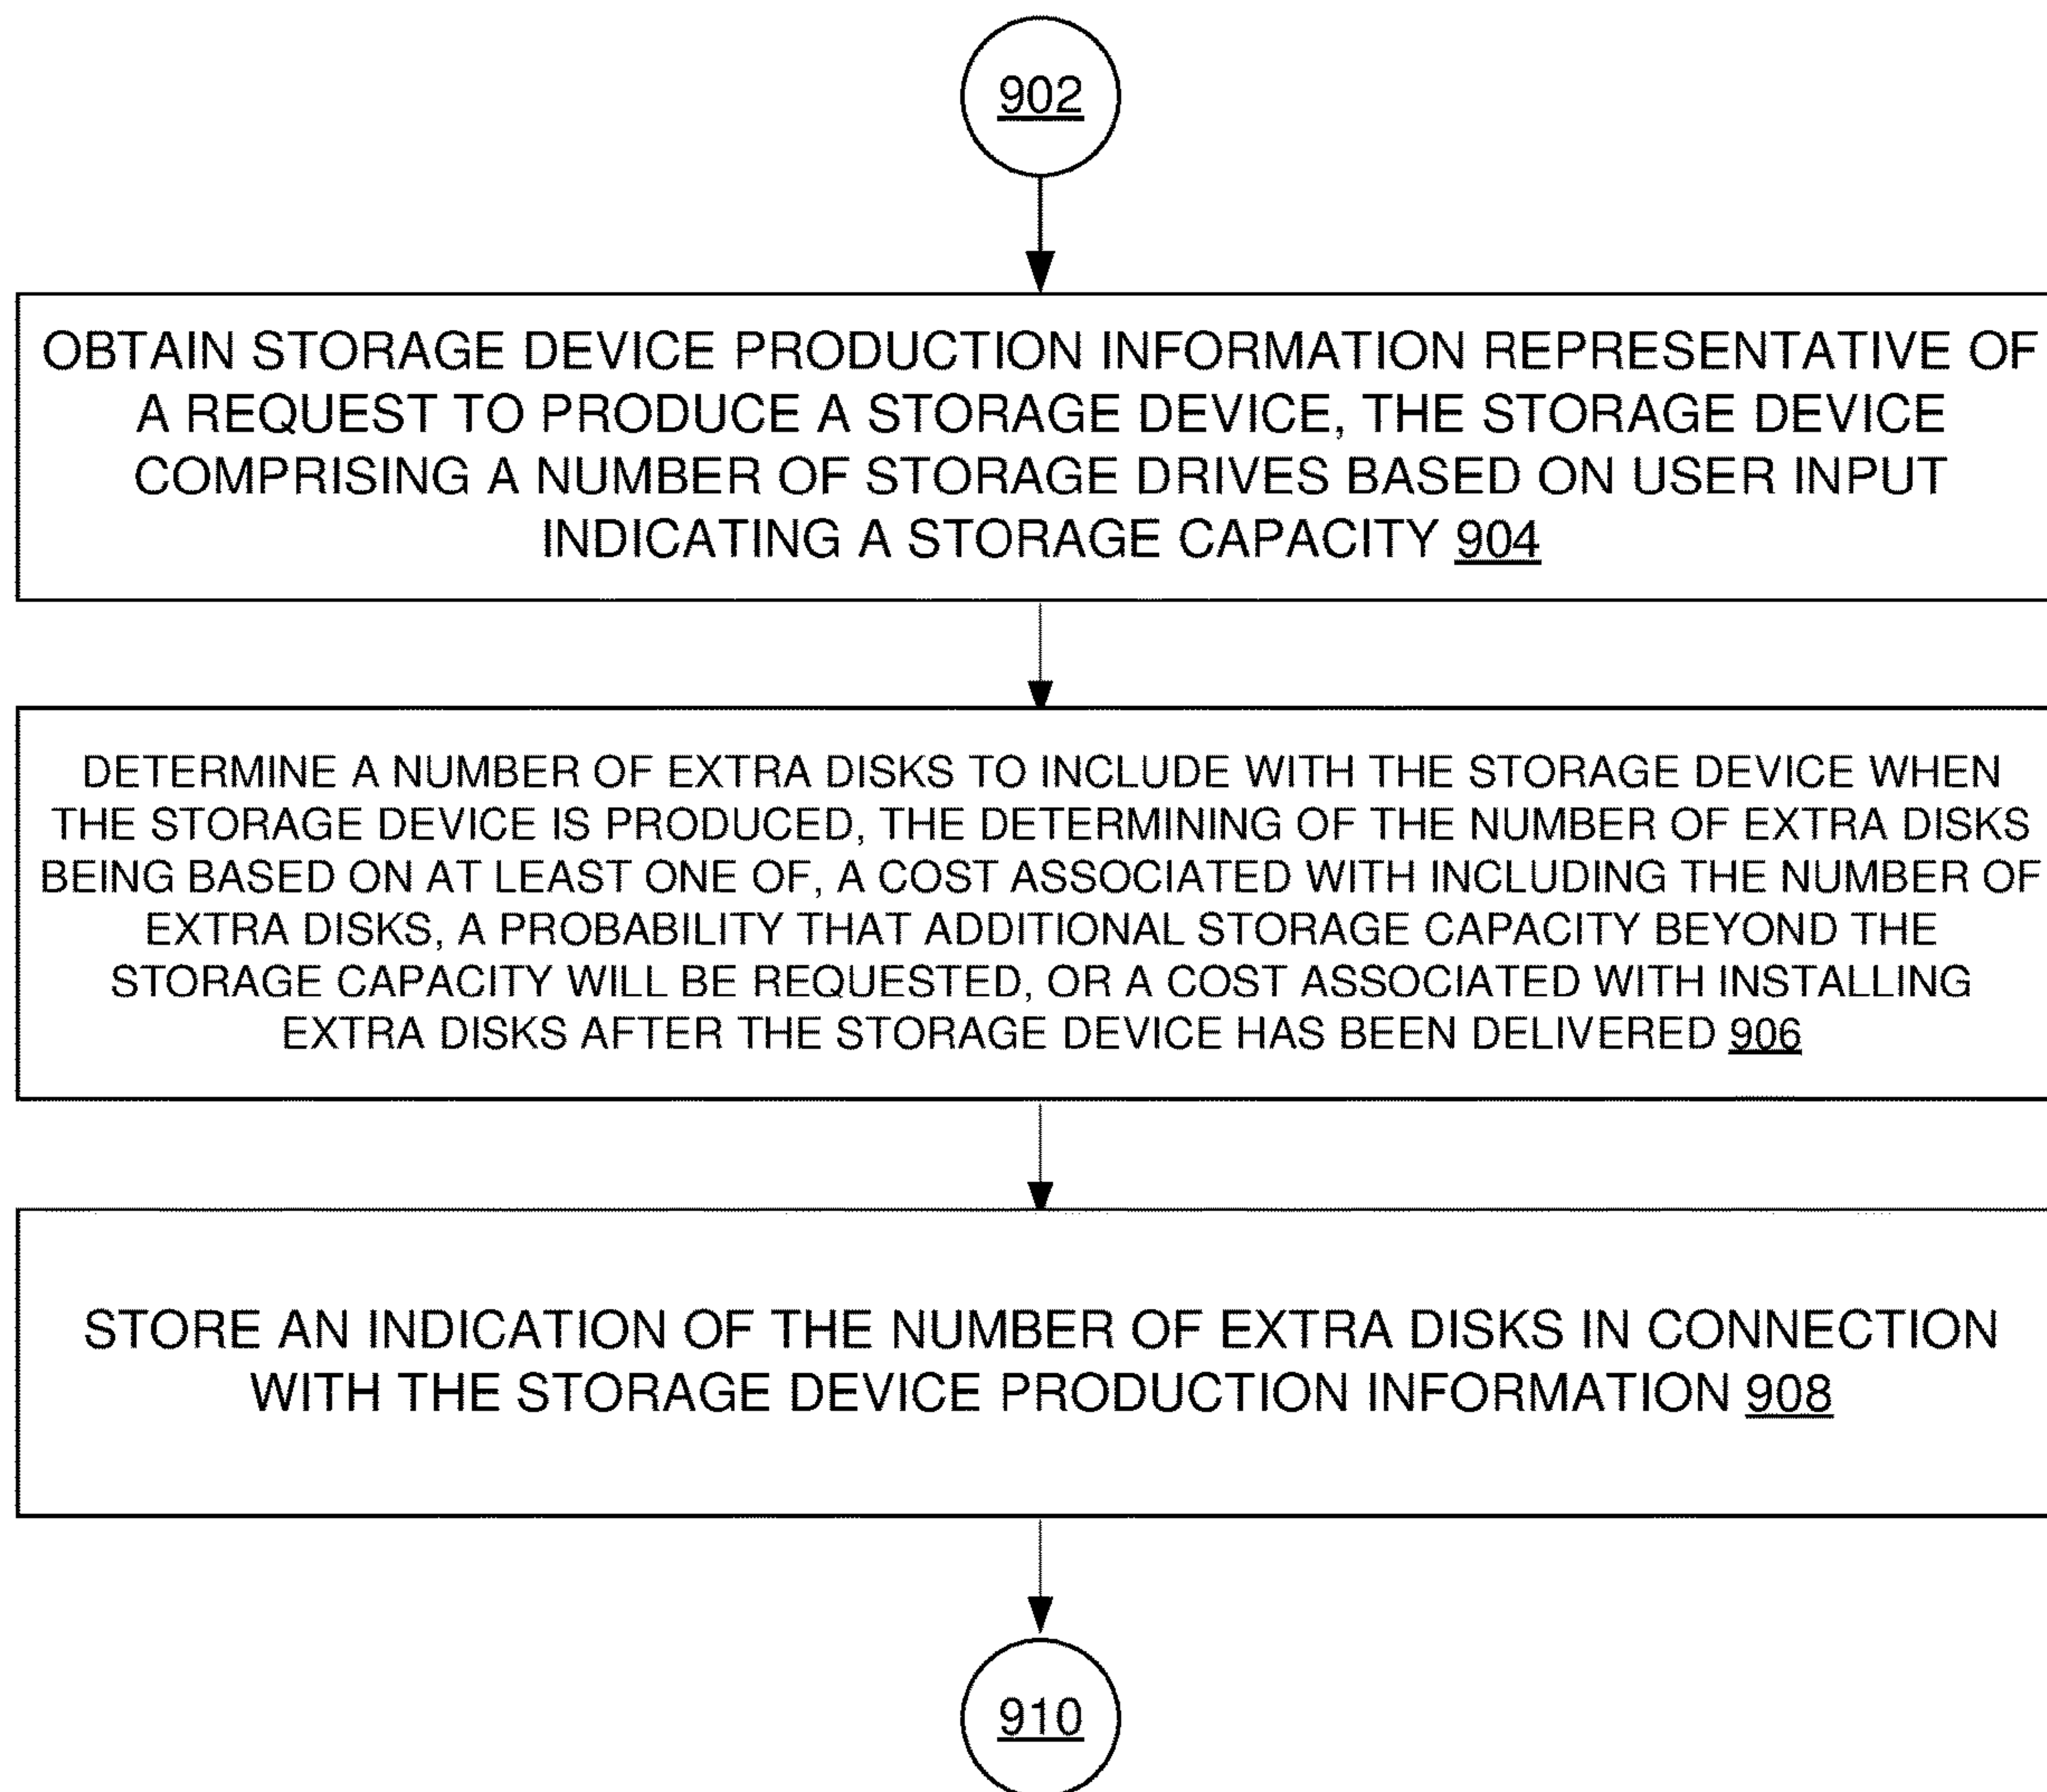 902
OBTAIN STORAGE DEVICE PRODUCTION INFORMATION REPRESENTATIVE OF
A REQUEST TO PRODUCE A STORAGE DEVICE, THE STORAGE DEVICE
COMPRISING A NUMBER OF STORAGE DRIVES BASED ON USER INPUT
INDICATING A STORAGE CAPACITY 904
DETERMINE A NUMBER OF EXTRA DISKS TO INCLUDE WITH THE STORAGE DEVICE WHEN
THE STORAGE DEVICE IS PRODUCED, THE DETERMINING OF THE NUMBER OF EXTRA DISKS
BEING BASED ON AT LEAST ONE OF, A COST ASSOCIATED WITH INCLUDING THE NUMBER OF
EXTRA DISKS, A PROBABILITY THAT ADDITIONAL STORAGE CAPACITY BEYOND THE
STORAGE CAPACITY WILL BE REQUESTED, OR A COST ASSOCIATED WITH INSTALLING
EXTRA DISKS AFTER THE STORAGE DEVICE HAS BEEN DELIVERED 906
STORE AN INDICATION OF THE NUMBER OF EXTRA DISKS IN CONNECTION
WITH THE STORAGE DEVICE PRODUCTION INFORMATION 908
910